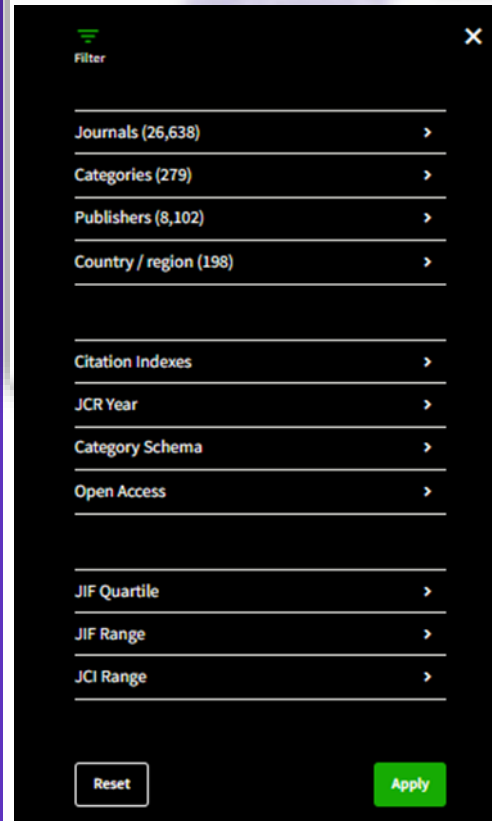 Filter
Journals (26,638)
Categories (279)
Publishers (8,102)
Country / region (198)
Citation Indexes
JCR Year
Category Schema
Open Access
JIF Quartile
JIF Range
JCI Range
Reset
Apply